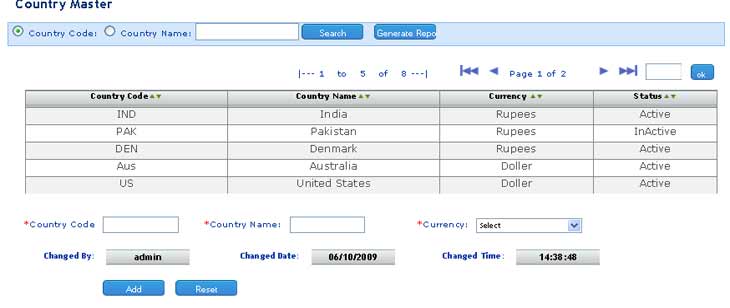 Country Master
Country Code: Country Name: Search Generate Repo
|--- 1 to 5 of 8 ---| Page 1 of 2 ok
Country Code Country Name Currency Status
IND India Rupees Active
PAK Pakistan Rupees InActive
DEN Denmark Rupees Active
Aus Australia Doller Active
US United States Doller Active
*Country Code *Country Name: *Currency: Select
Changed By: admin Changed Date: 06/10/2009 Changed Time: 14:38:48
Add Reset